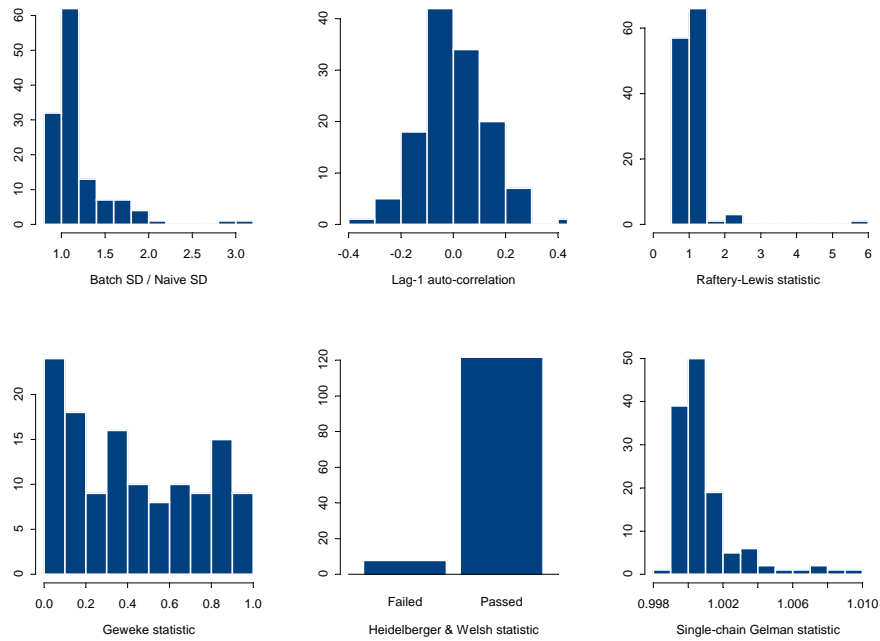 60
50
40
30
20
10
0
1.0 1.5 2.0 2.5 3.0
Batch SD / Naive SD
40
30
20
10
0
-0.4 -0.2 0.0 0.2 0.4
Lag-1 auto-correlation
60
40
20
0
0 1 2 3 4 5 6
Raftery-Lewis statistic
20
15
10
5
0
0.0 0.2 0.4 0.6 0.8 1.0
Geweke statistic
120
100
80
60
40
20
0
Failed Passed
Heidelberger & Welsh statistic
50
40
30
20
10
0
0.998 1.002 1.006 1.010
Single-chain Gelman statistic